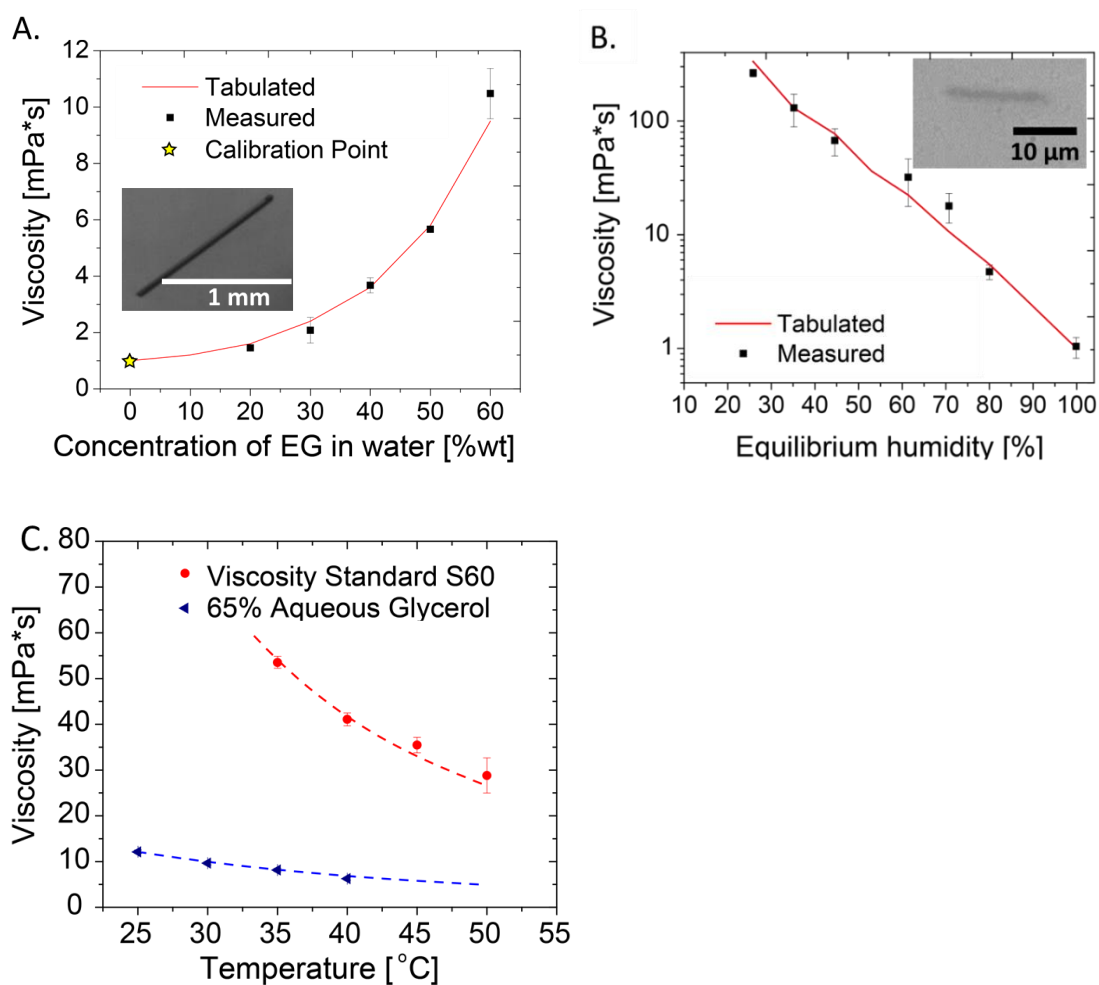 A.
12
10
8
6
4
2
0
Viscosity [mPa*s]
Tabulated
Measured
Calibration Point
1 mm
0 10 20 30 40 50 60
Concentration of EG in water [%wt]
B.
100
10
1
Viscosity [mPa*s]
10 µm
Tabulated
Measured
10 20 30 40 50 60 70 80 90 100
Equilibrium humidity [%]
C.
80
70
60
50
40
30
20
10
0
Viscosity [mPa*s]
Viscosity Standard S60
65% Aqueous Glycerol
25 30 35 40 45 50 55
Temperature [°C]